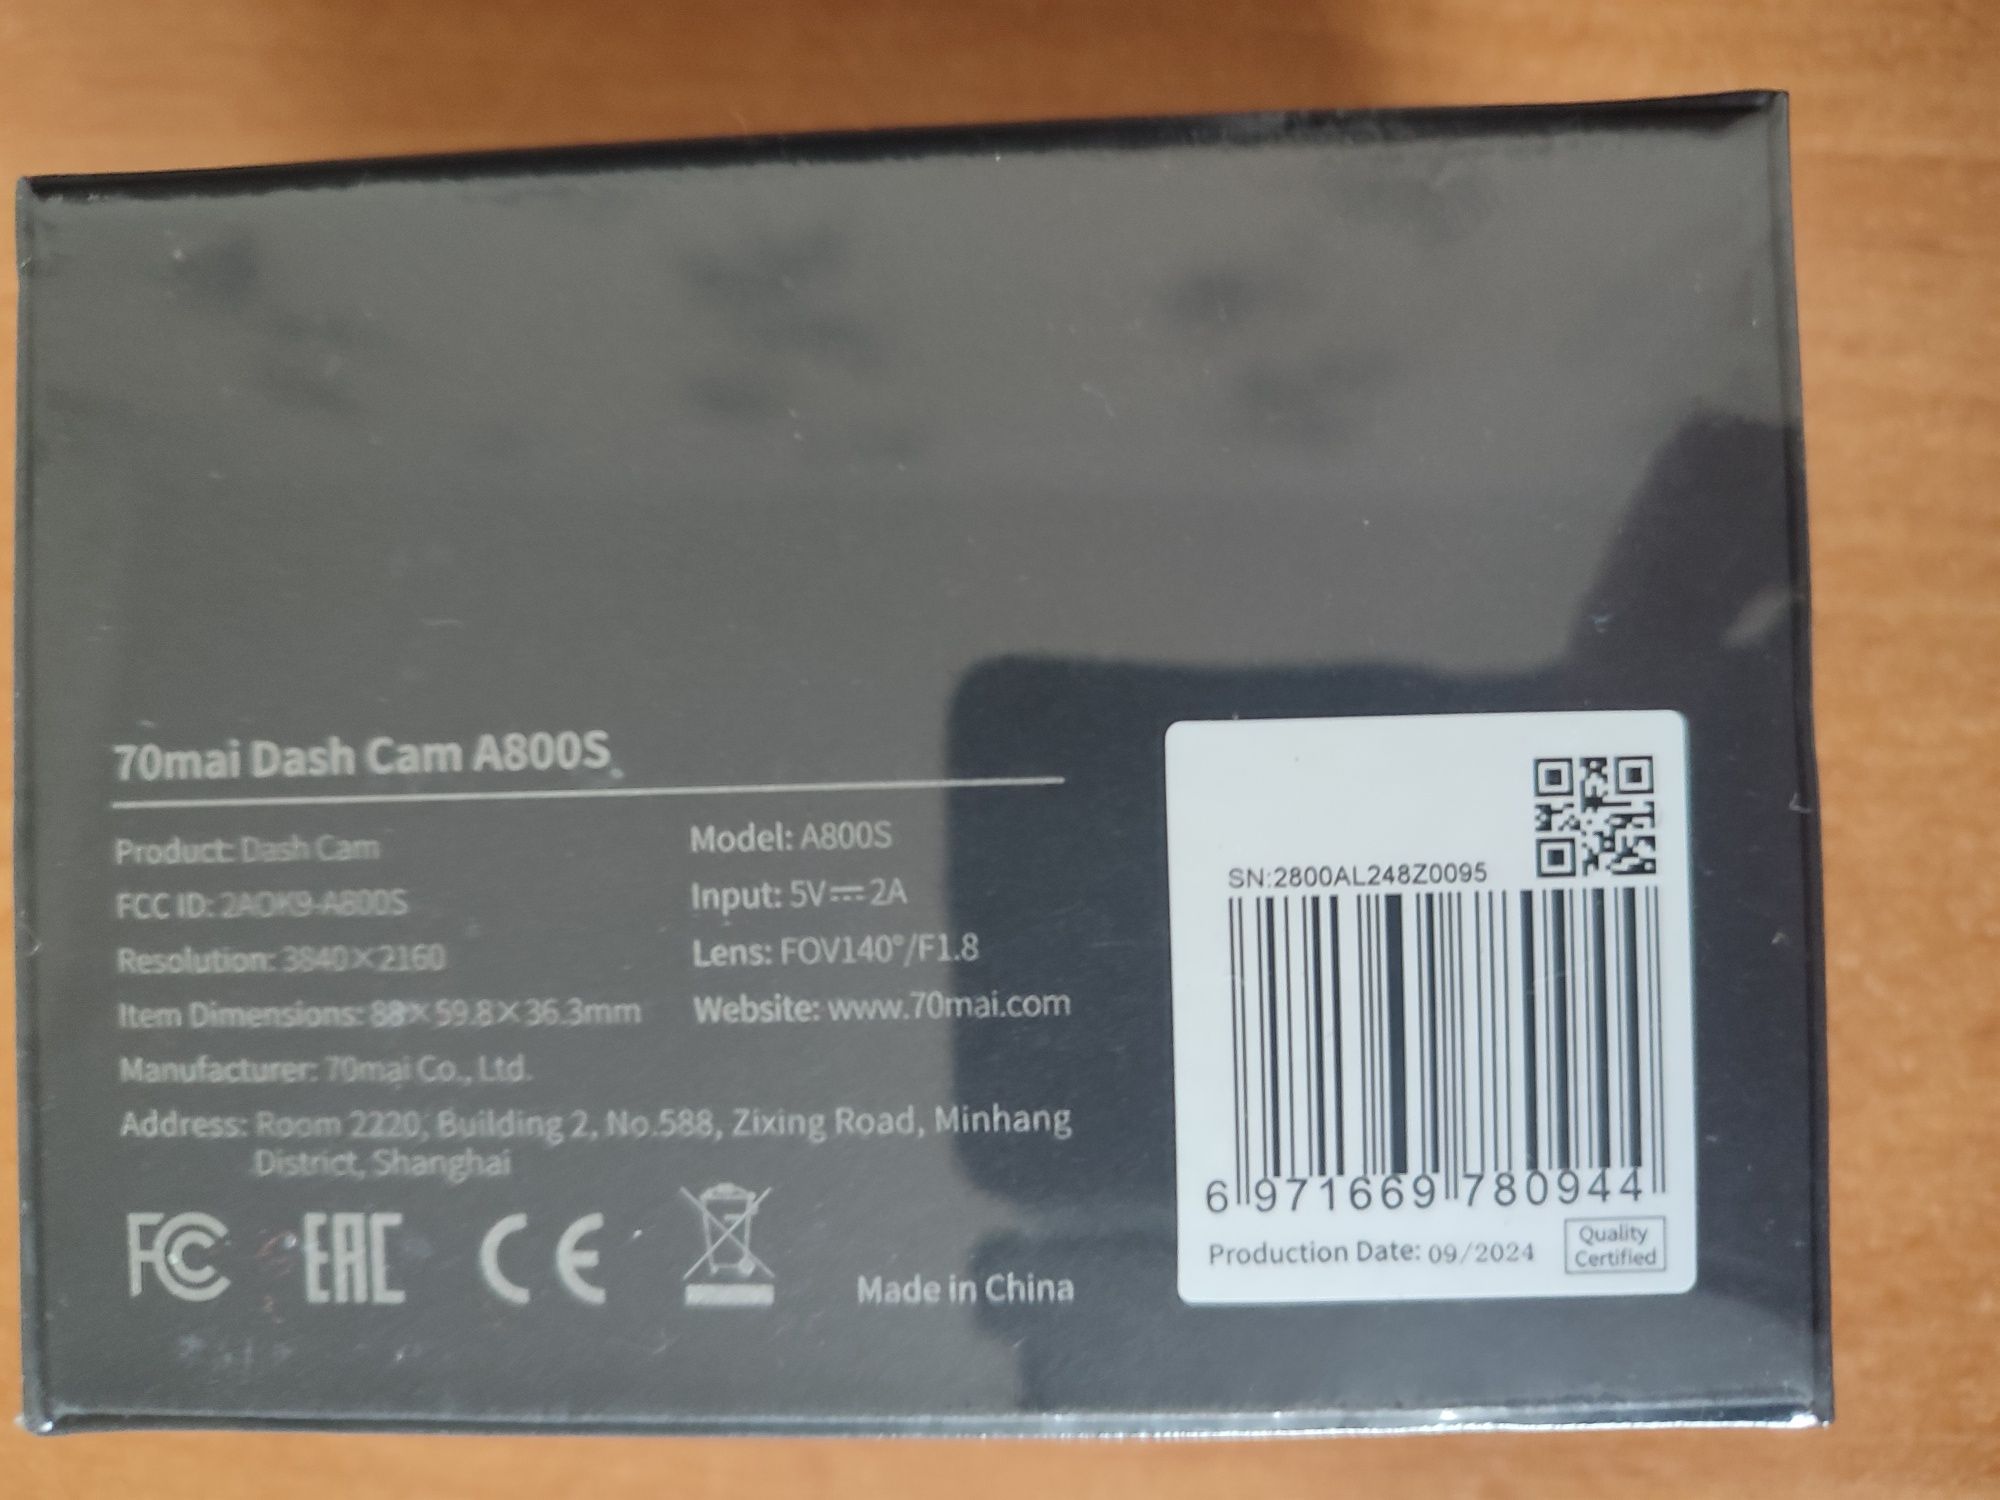 70mai Dash Cam A800S
Product: Dash Cam
Model: A800S
FCC ID: 2AOK9-A800S
Input: 5V⎓2A
Resolution: 3840×2160
Lens: FOV140°/F1.8
Item Dimensions: 88×59.8×36.3mm
Website: www.70mai.com
Manufacturer: 70mai Co., Ltd.
Address: Room 2220, Building 2, No.588, Zixing Road, Minhang
District, Shanghai
FC EAC CE
Made in China
SN:2800AL248Z0095
6 971669 780944
Production Date: 09/2024
Quality
Certified